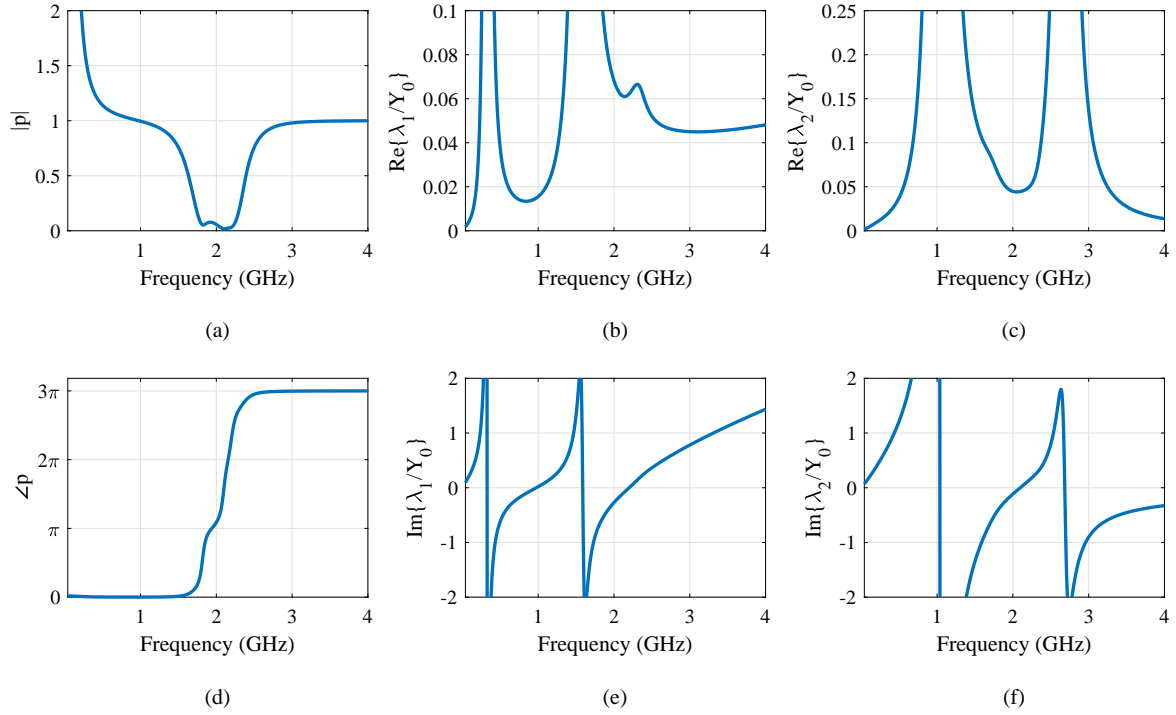 2
1.5
1
0.5
0
|p|
1 2 3 4
Frequency (GHz)
(a)
0.1
0.08
0.06
0.04
0.02
0
Re{λ1/Y0}
0 1 2 3 4
Frequency (GHz)
(b)
0.25
0.2
0.15
0.1
0.05
0
Re{λ2/Y0}
1 2 3 4
Frequency (GHz)
(c)
3π
2π
π
0
∠p
1 2 3 4
Frequency (GHz)
(d)
2
1
0
-1
-2
Im{λ1/Y0}
1 2 3 4
Frequency (GHz)
(e)
2
1
0
-1
-2
Im{λ2/Y0}
1 2 3 4
Frequency (GHz)
(f)